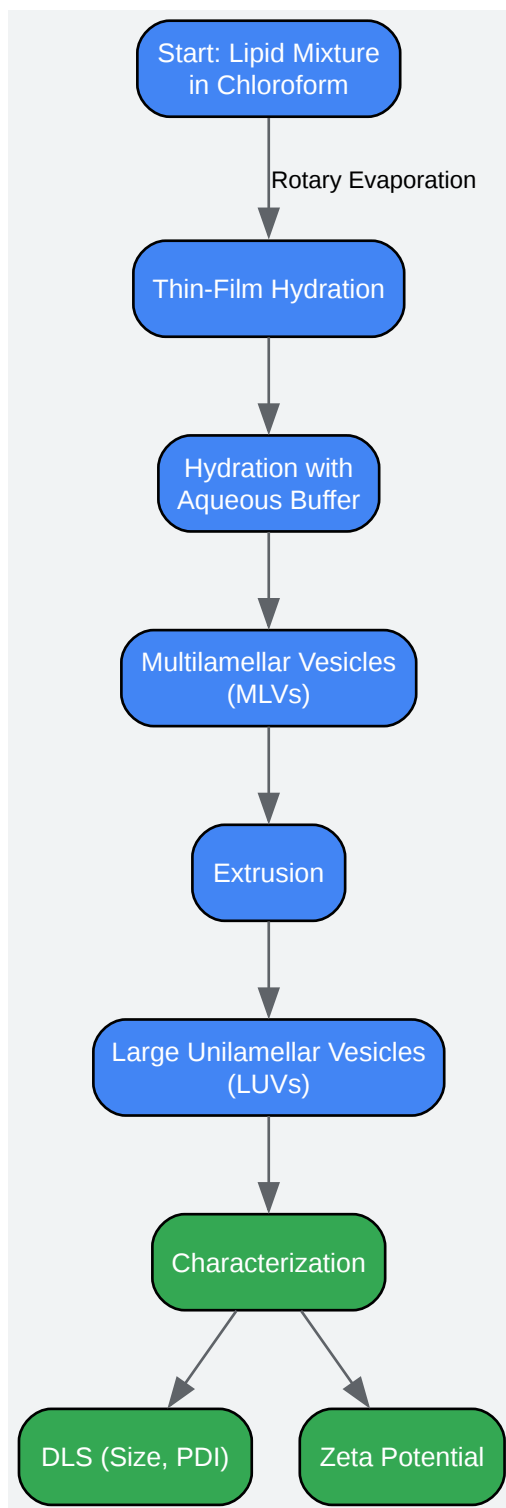 Start: Lipid Mixture
in Chloroform
Rotary Evaporation
Thin-Film Hydration
Hydration with
Aqueous Buffer
Multilamellar Vesicles
(MLVs)
Extrusion
Large Unilamellar Vesicles
(LUVs)
Characterization
DLS (Size, PDI)
Zeta Potential